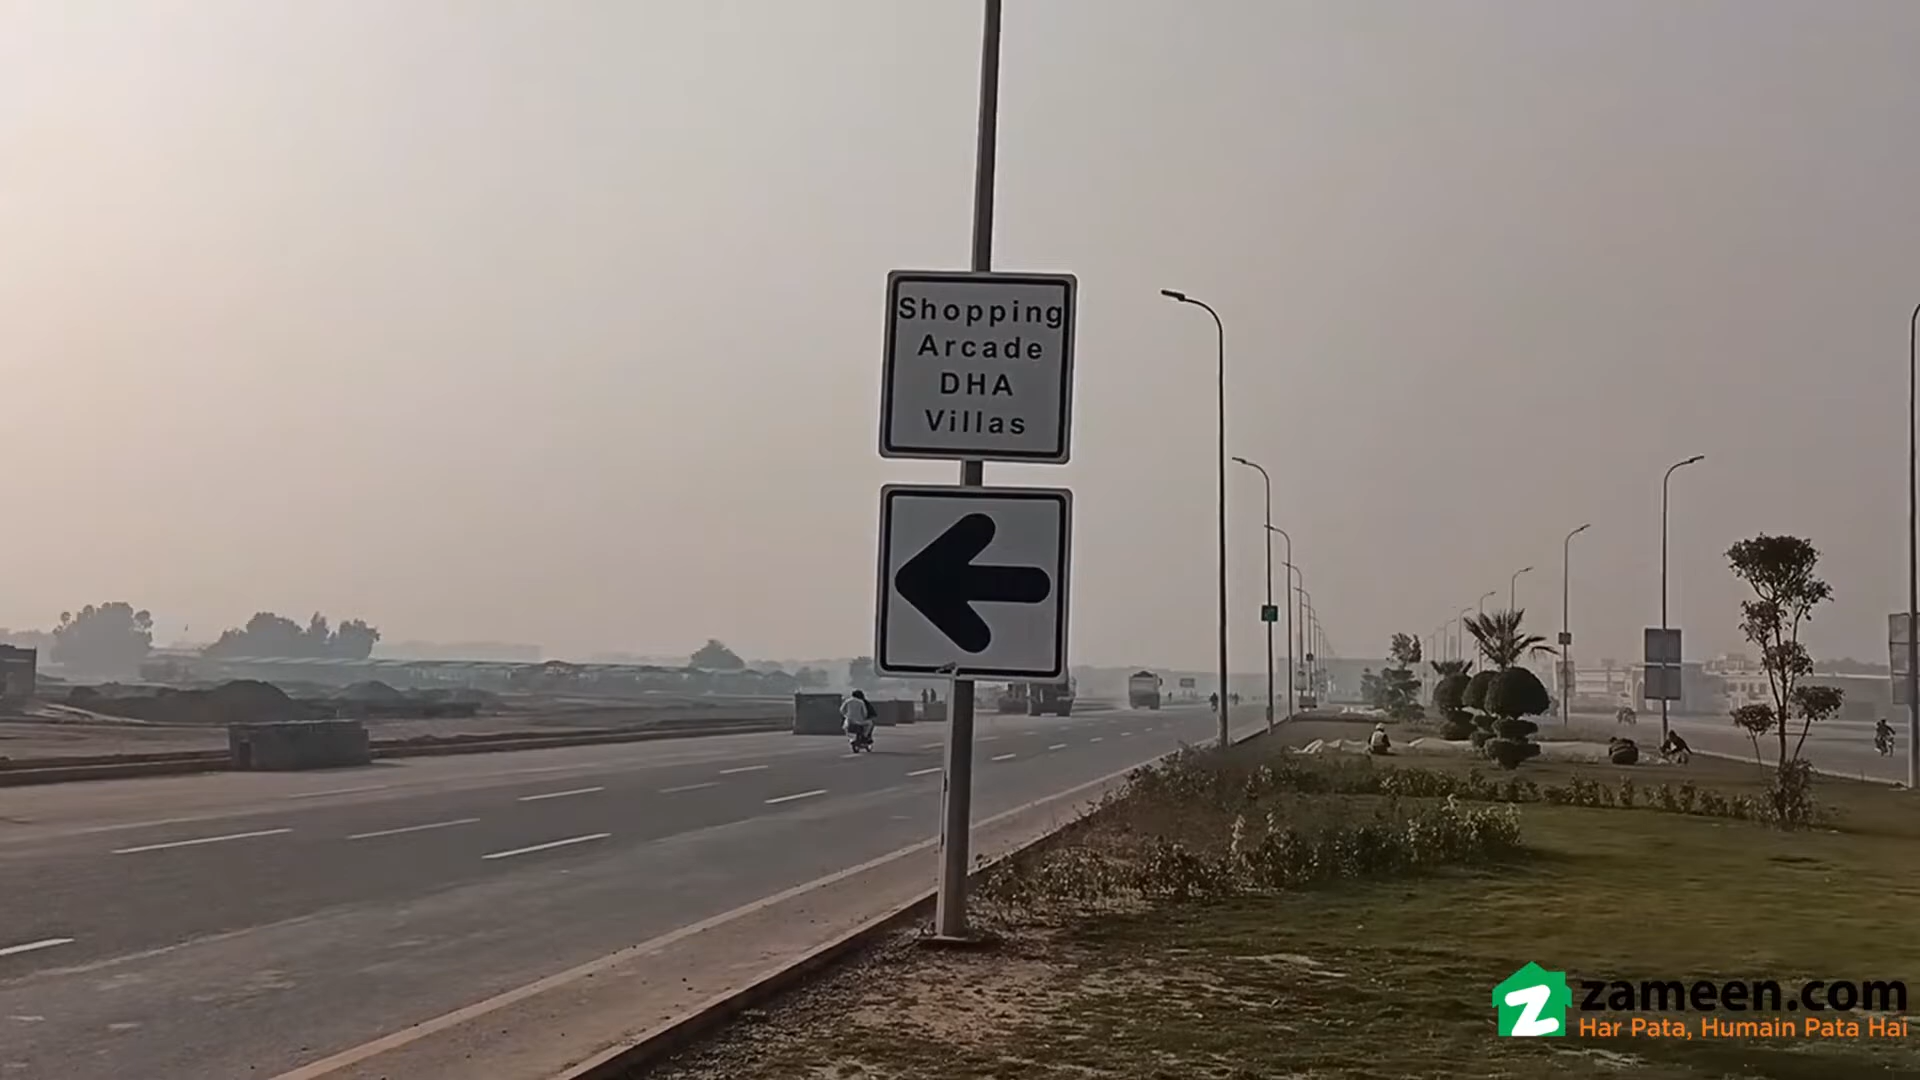 Shopping
Arcade
DHA
Villas
zameen.com
Har Pata, Humain Pata Hai